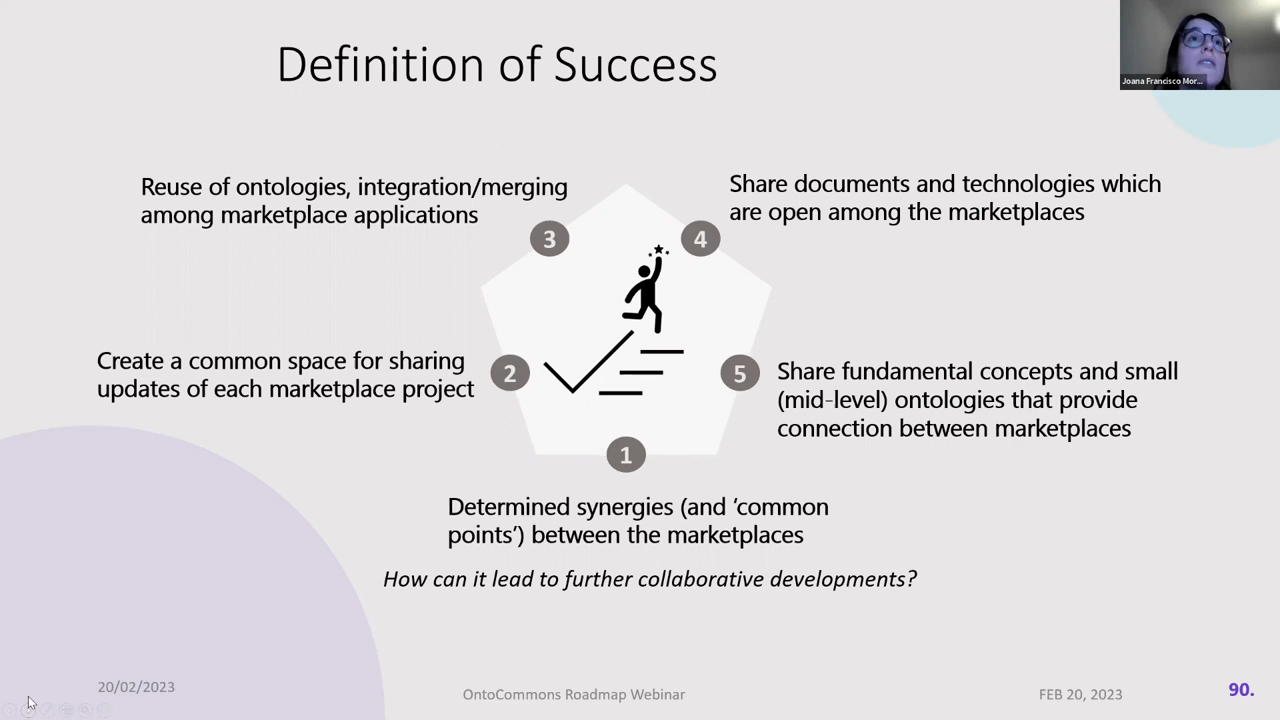 Definition of Success
Joana Francisco Mor...
Reuse of ontologies, integration/merging
among marketplace applications
3
Share documents and technologies which
are open among the marketplaces
4
Create a common space for sharing
updates of each marketplace project
2
5
Share fundamental concepts and small
(mid-level) ontologies that provide
connection between marketplaces
1
Determined synergies (and ‘common
points’) between the marketplaces
How can it lead to further collaborative developments?
20/02/2023
OntoCommons Roadmap Webinar
FEB 20, 2023
90.